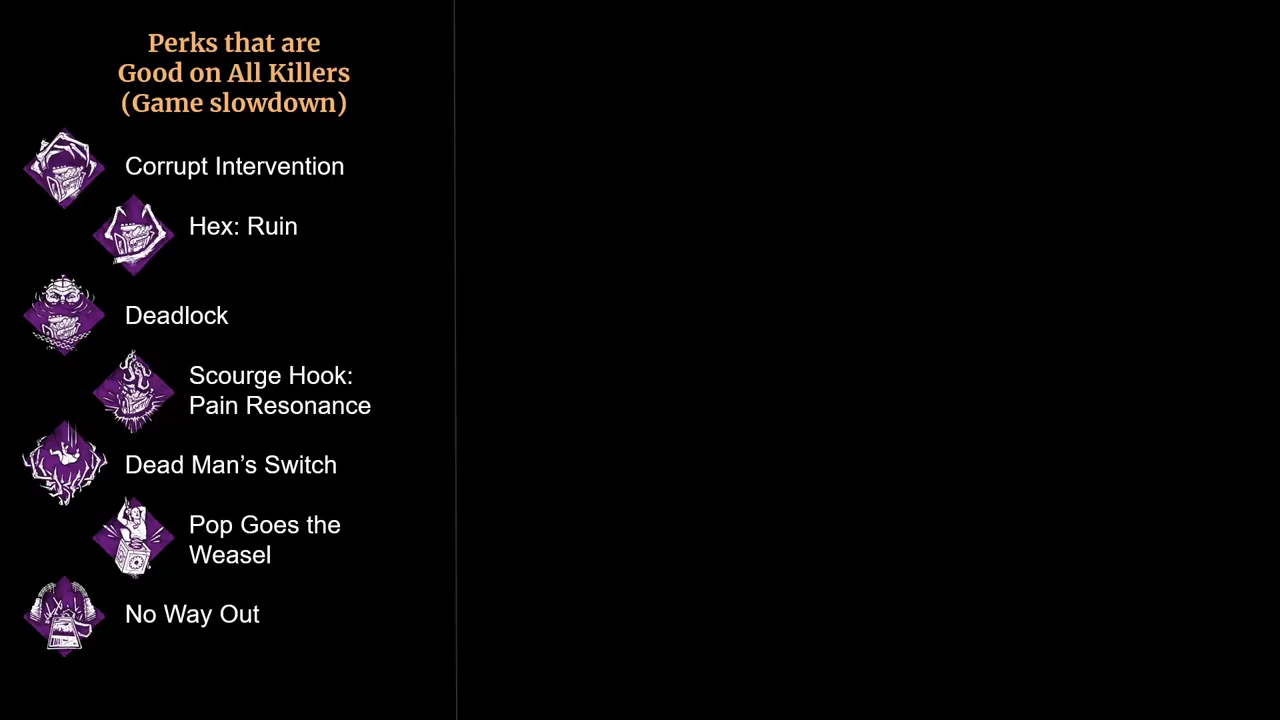 Perks that are
Good on All Killers
(Game slowdown)
Corrupt Intervention
Hex: Ruin
Deadlock
Scourge Hook:
Pain Resonance
Dead Man’s Switch
Pop Goes the
Weasel
No Way Out